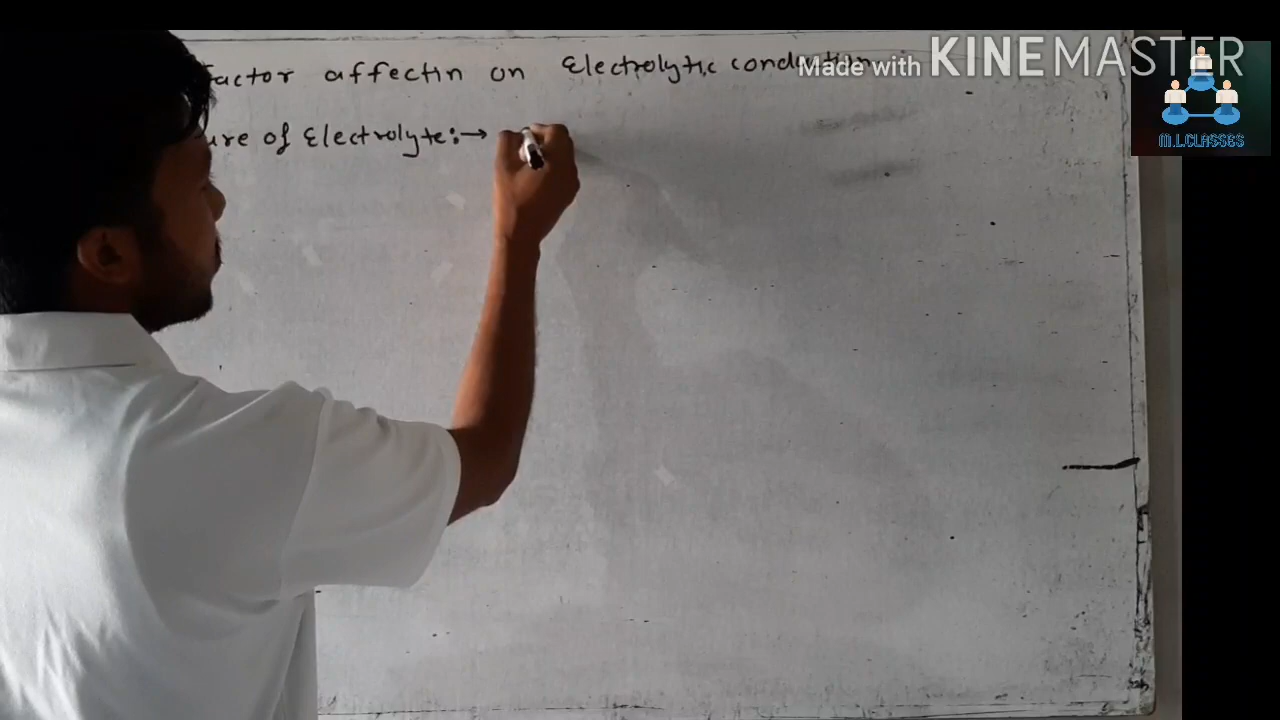 factor affectin on Electrolytic conduction
ure of Electrolyte:→
Made with KINEMASTER
M.L.CLASSES